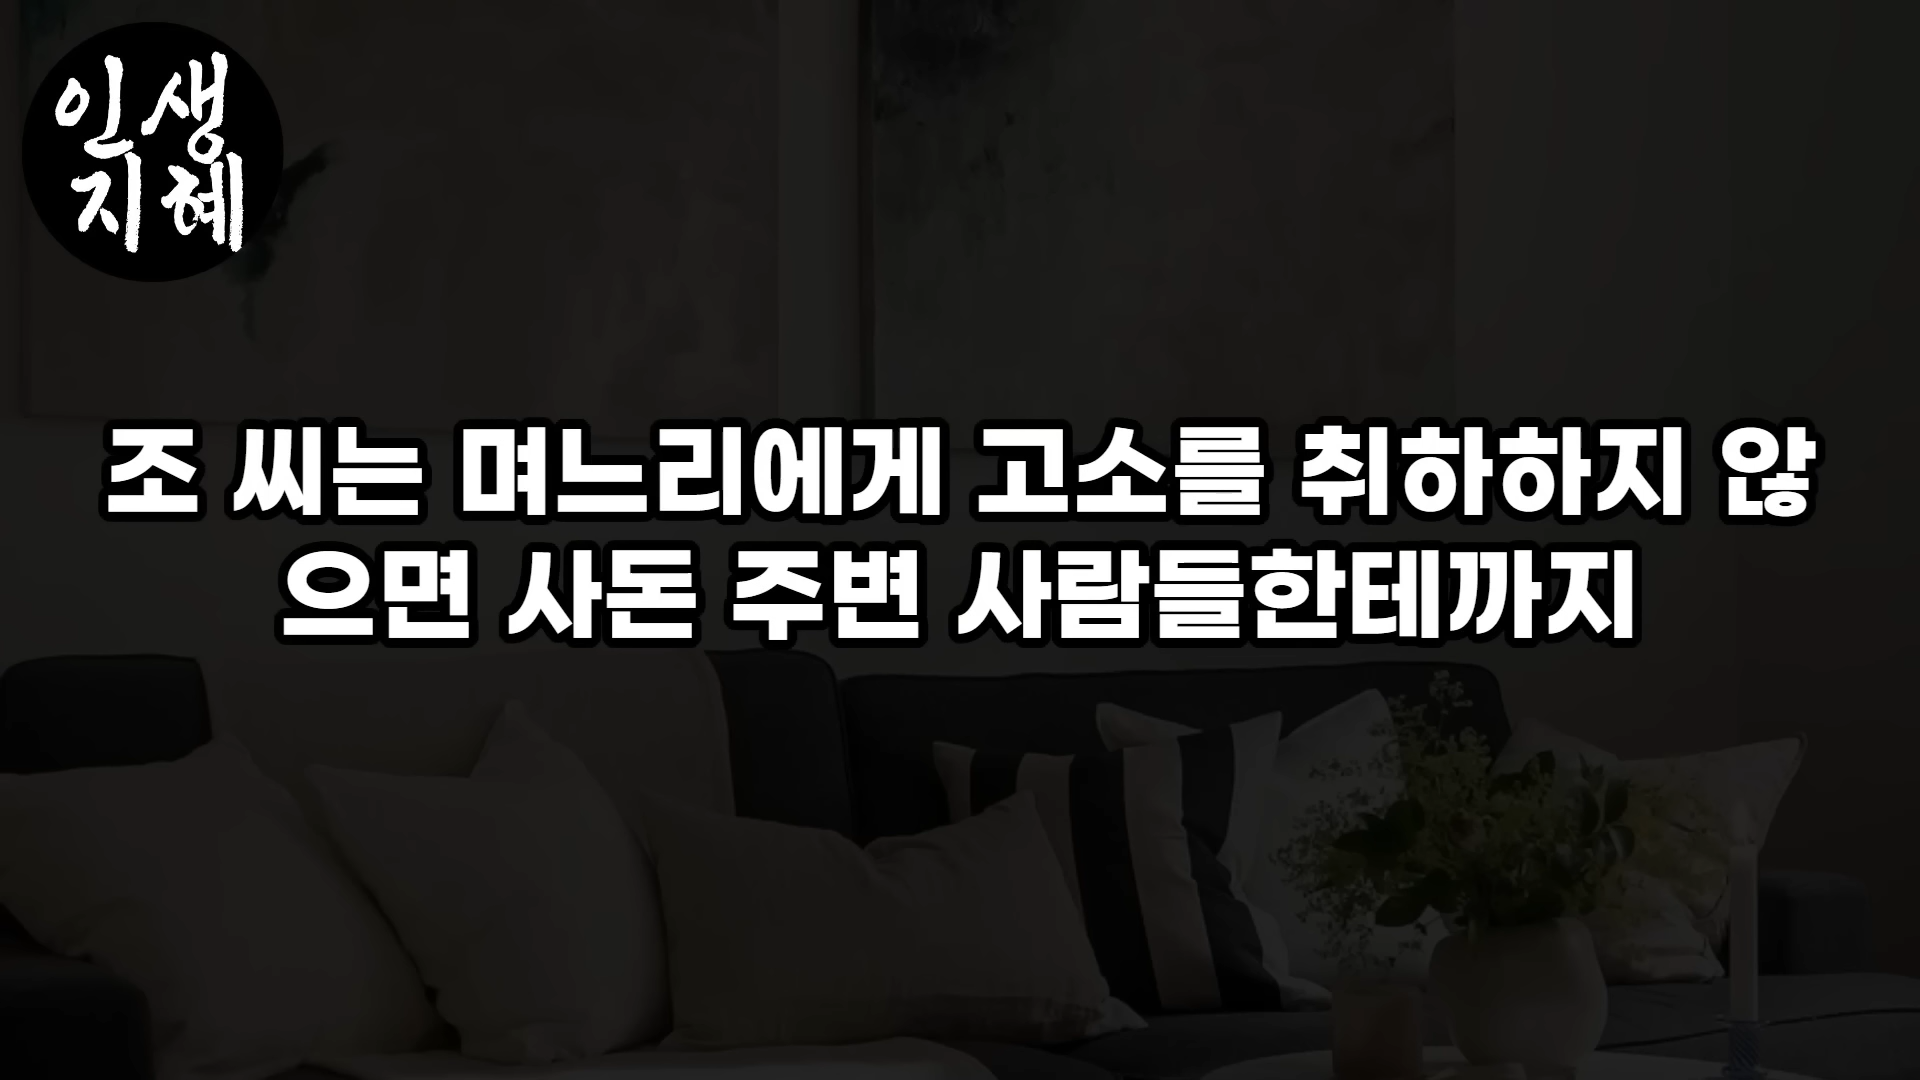 인생
지혜
조 씨는 며느리에게 고소를 취하하지 않
으면 사돈 주변 사람들한테까지